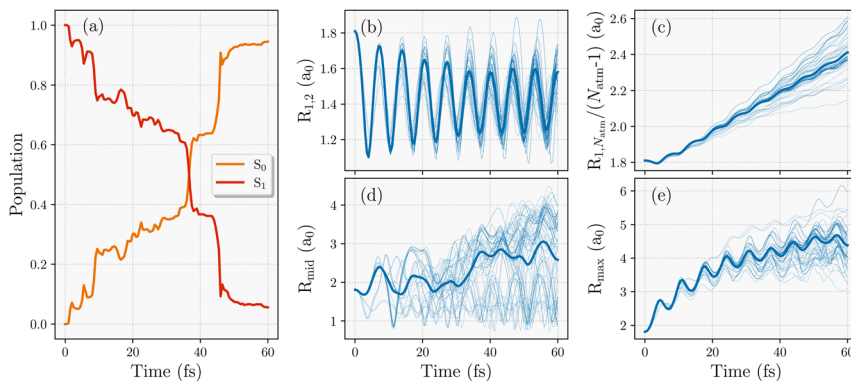 (a)
Population
1.0
0.8
0.6
0.4
0.2
0.0
S₀
S₁
0 20 40 60
Time (fs)
(b)
R₁,₂ (a₀)
1.8
1.6
1.4
1.2
(c)
R₁,Nₐₜₘ/(Nₐₜₘ-1) (a₀)
2.6
2.4
2.2
2.0
1.8
(d)
R_mid (a₀)
4
3
2
1
0 20 40 60
Time (fs)
(e)
R_max (a₀)
6
5
4
3
2
0 20 40 60
Time (fs)